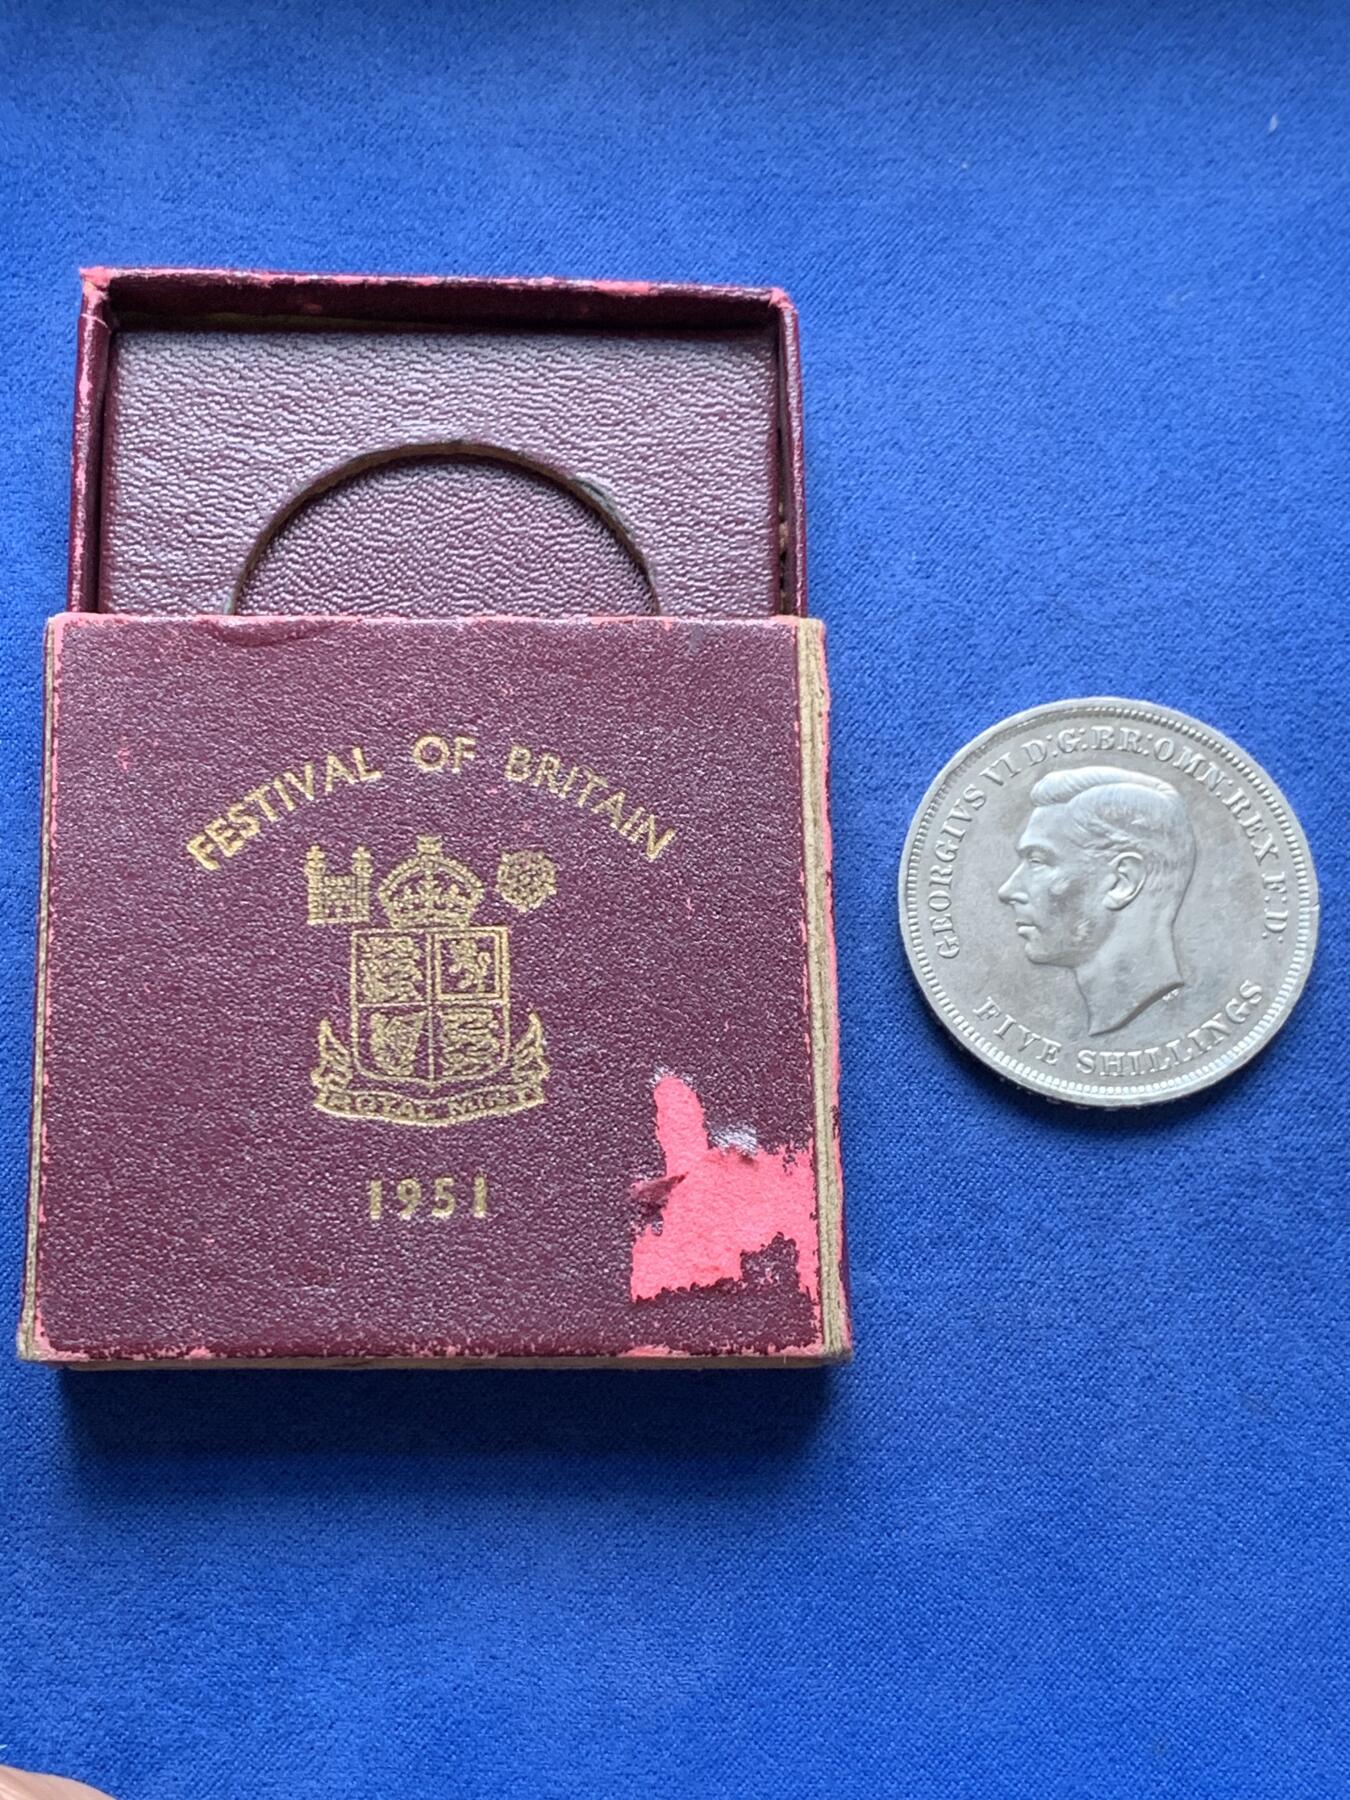 FESTIVAL OF BRITAIN
ROYAL MINT
1951
GEORGIVS VI D:G:BR:OMN:REX F.D.
FIVE SHILLINGS